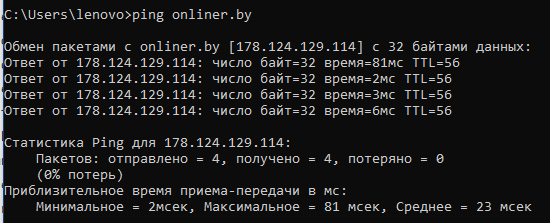 C:\Users\lenovo>ping onliner.by
Обмен пакетами с onliner.by [178.124.129.114] с 32 байтами данных:
Ответ от 178.124.129.114: число байт=32 время=81мс TTL=56
Ответ от 178.124.129.114: число байт=32 время=6мс TTL=56
Ответ от 178.124.129.114: число байт=32 время=3мс TTL=56
Ответ от 178.124.129.114: число байт=32 время=2мс TTL=56
Статистика Ping для 178.124.129.114:
Пакетов: отправлено = 4, получено = 4, потеряно = 0
(0% потерь)
Приблизительное время приема-передачи в мс:
Минимальное = 2мсек, Максимальное = 81 мсек, Среднее = 23 мсек